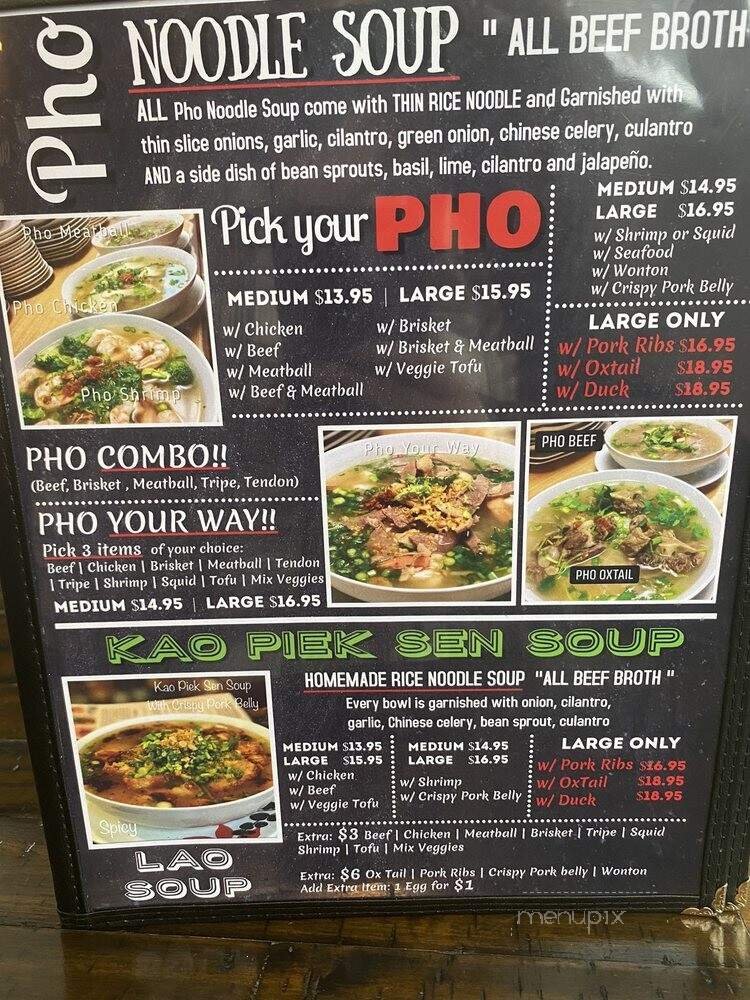 Pho
NOODLE SOUP " ALL BEEF BROTH
ALL Pho Noodle Soup come with THIN RICE NOODLE and Garnished with
thin slice onions, garlic, cilantro, green onion, chinese celery, culantro
AND a side dish of bean sprouts, basil, lime, cilantro and jalapeño.
Pho Meatball
Pho Chicken
Pho Shrimp
Pick your PHO
MEDIUM $13.95 | LARGE $15.95
w/ Chicken
w/ Beef
w/ Meatball
w/ Beef & Meatball
w/ Brisket
w/ Brisket & Meatball
w/ Veggie Tofu
MEDIUM $14.95
LARGE $16.95
w/ Shrimp or Squid
w/ Seafood
w/ Wonton
w/ Crispy Pork Belly
LARGE ONLY
w/ Pork Ribs $16.95
w/ Oxtail $18.95
w/ Duck $18.95
PHO COMBO!!
(Beef, Brisket , Meatball, Tripe, Tendon)
PHO YOUR WAY!!
Pick 3 items of your choice:
Beef | Chicken | Brisket | Meatball | Tendon
| Tripe | Shrimp | Squid | Tofu | Mix Veggies
MEDIUM $14.95 | LARGE $16.95
Pho Your Way
PHO BEEF
PHO OXTAIL
KAO PIEK SEN SOUP
Kao Piek Sen Soup
With Crispy Pork Belly
Spicy
LAO
SOUP
HOMEMADE RICE NOODLE SOUP "ALL BEEF BROTH "
Every bowl is garnished with onion, cilantro,
garlic, Chinese celery, bean sprout, culantro
MEDIUM $13.95
LARGE $15.95
w/ Chicken
w/ Beef
w/ Veggie Tofu
MEDIUM $14.95
LARGE $16.95
w/ Shrimp
w/ Crispy Pork Belly
LARGE ONLY
w/ Pork Ribs $16.95
w/ OxTail $18.95
w/ Duck $18.95
Extra: $3 Beef | Chicken | Meatball | Brisket | Tripe | Squid
Shrimp | Tofu | Mix Veggies
Extra: $6 Ox Tail | Pork Ribs | Crispy Pork belly | Wonton
Add Extra Item: 1 Egg for $1
menupix